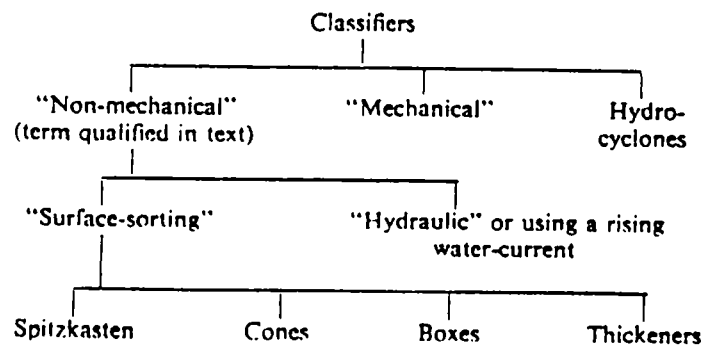 Classifiers
"Non-mechanical"
(term qualified in text)
"Mechanical"
Hydro-
cyclones
"Surface-sorting"
"Hydraulic" or using a rising
water-current
Spitzkasten
Cones
Boxes
Thickeners